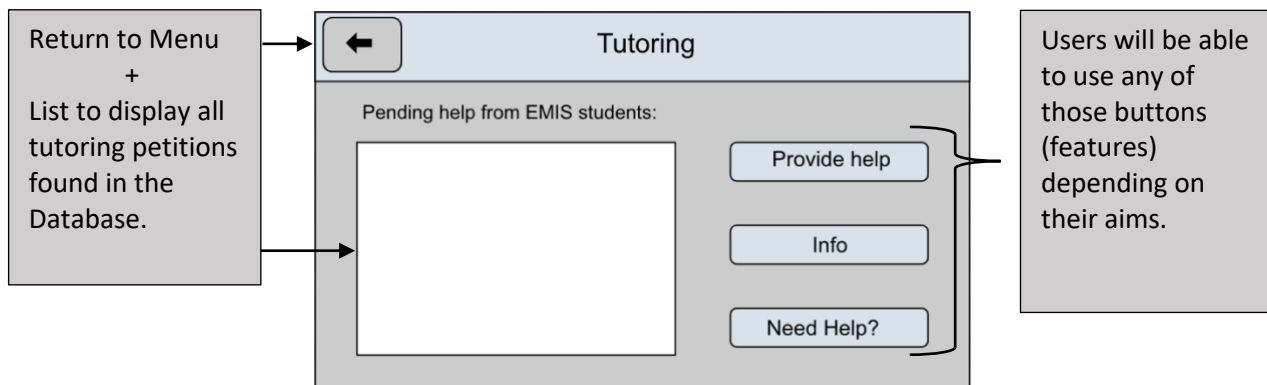 Return to Menu
+
List to display all
tutoring petitions
found in the
Database.
Tutoring
Pending help from EMIS students:
Provide help
Info
Need Help?
Users will be able
to use any of
those buttons
(features)
depending on
their aims.